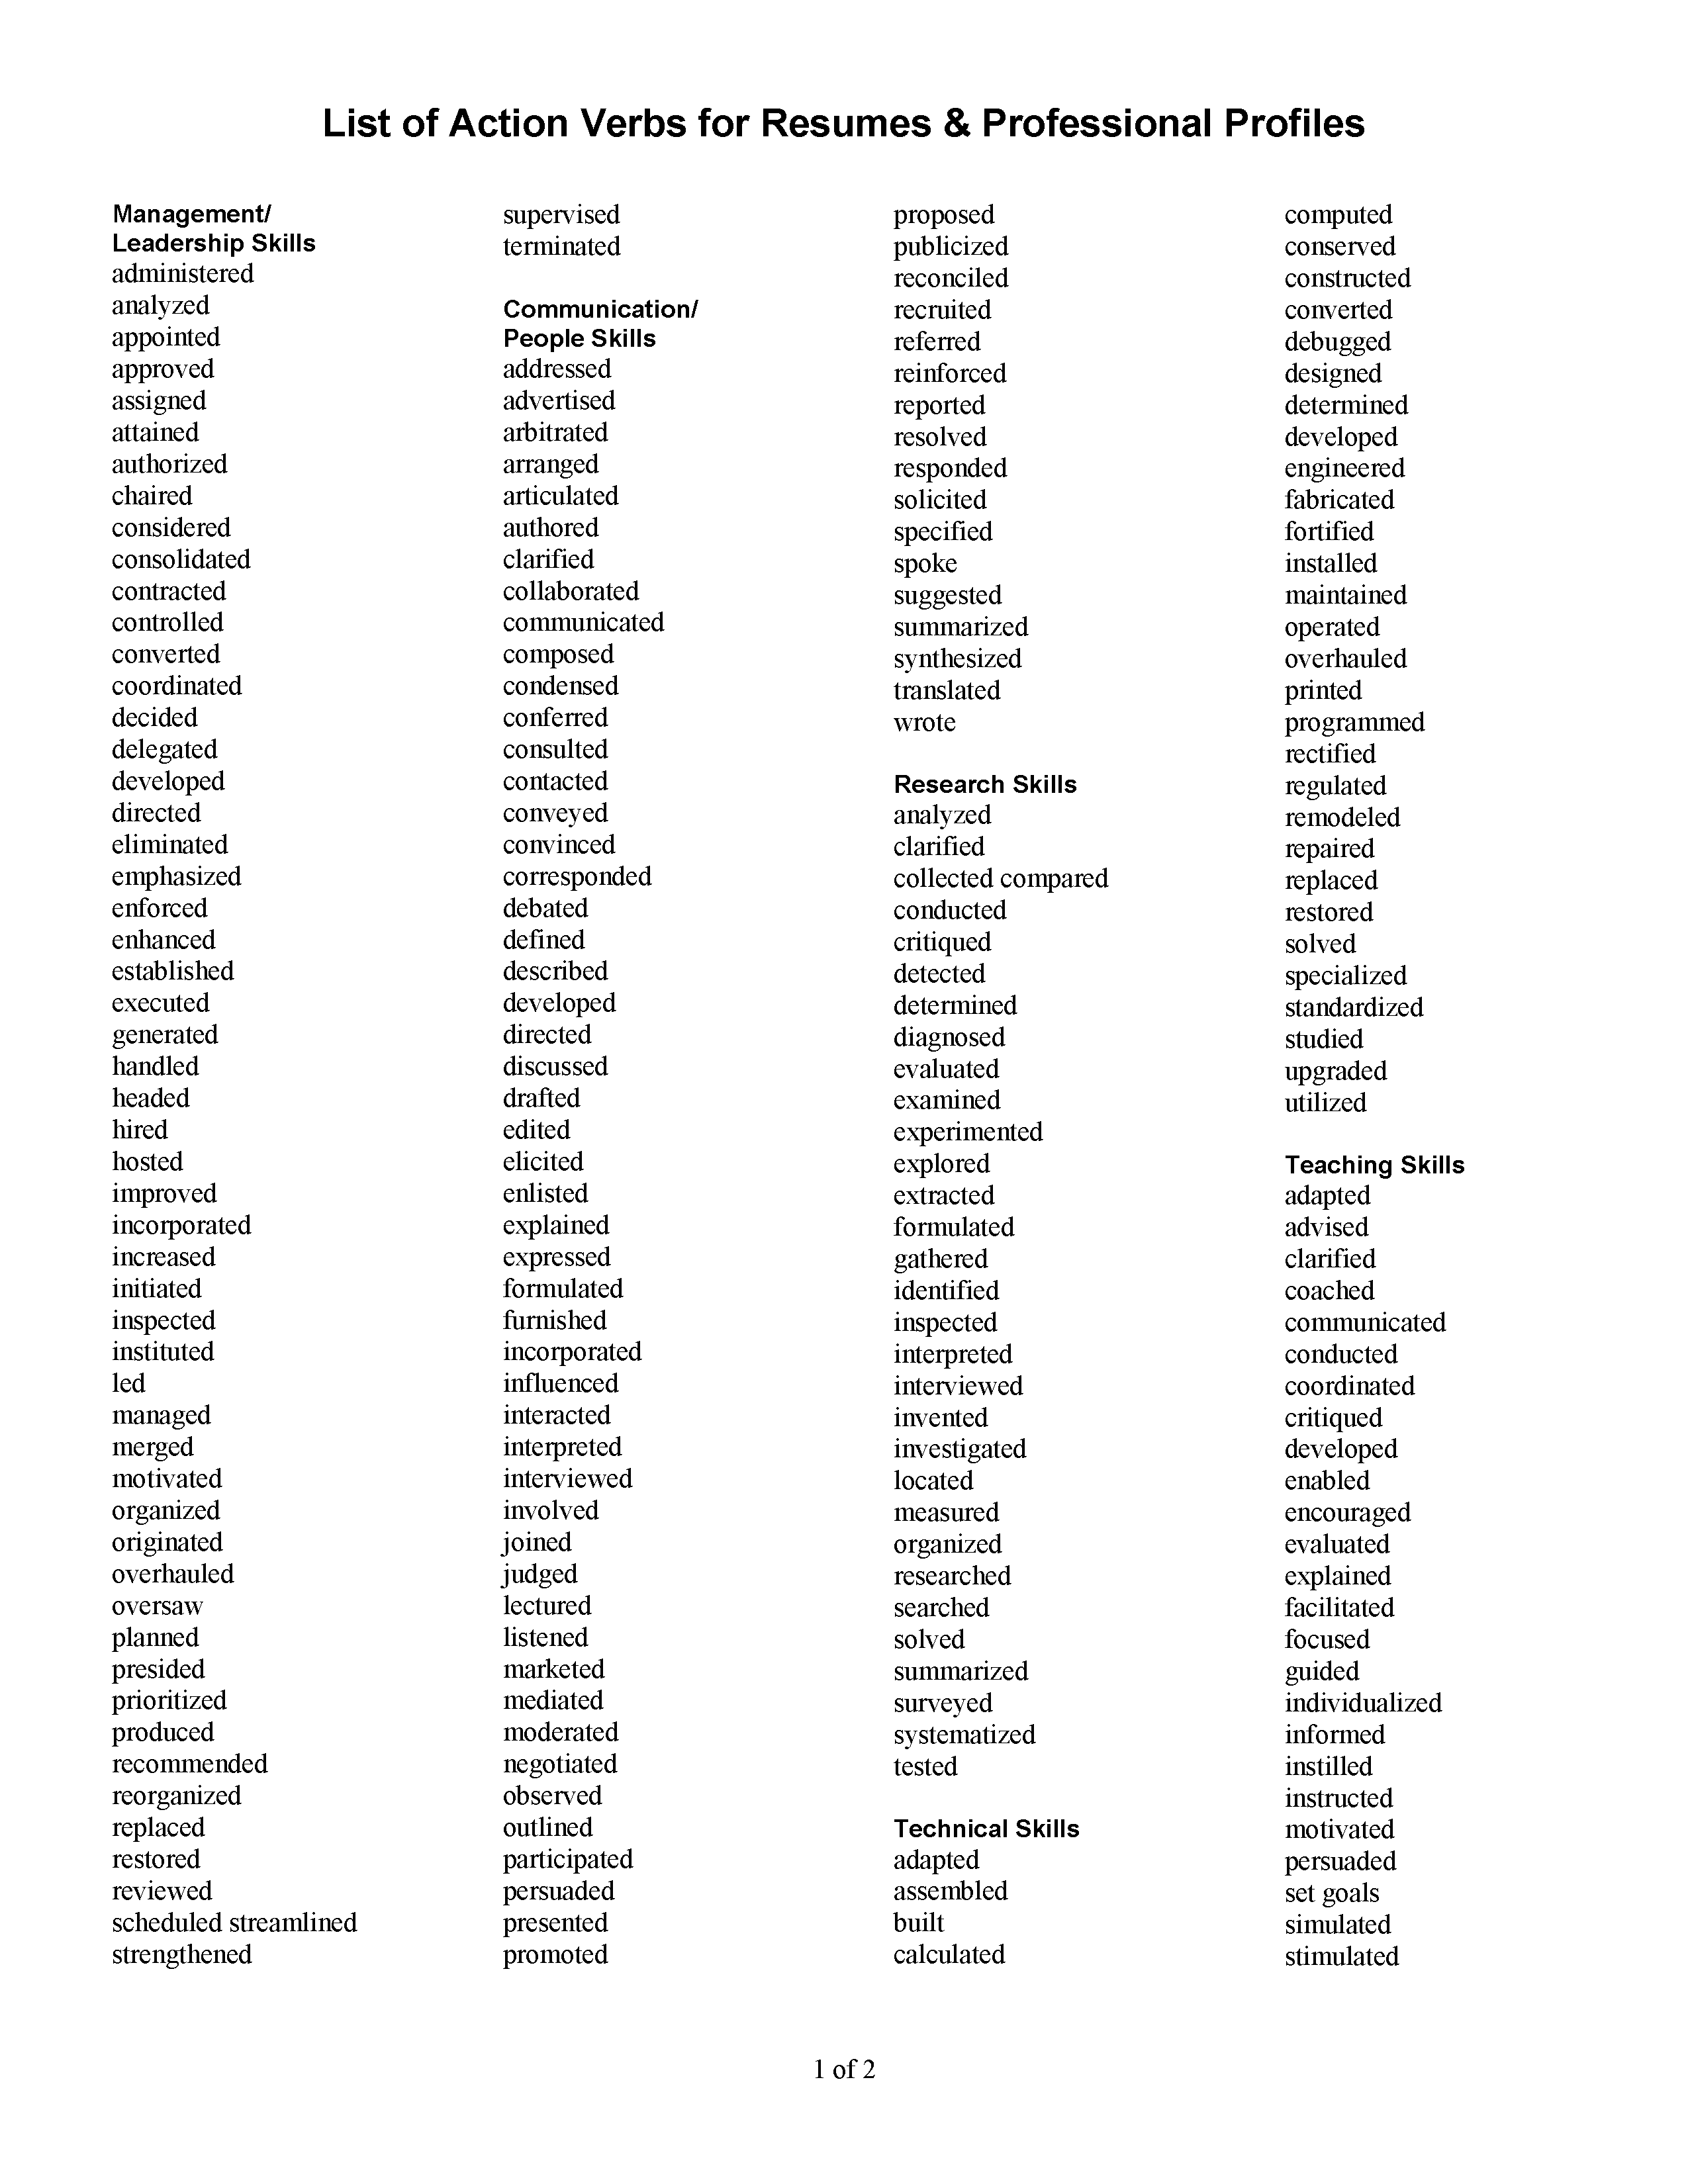 List of Action Verbs for Resumes & Professional Profiles
Management/
Leadership Skills
administered
analyzed
appointed
approved
assigned
attained
authorized
chaired
considered
consolidated
contracted
controlled
converted
coordinated
decided
delegated
developed
directed
eliminated
emphasized
enforced
enhanced
established
executed
generated
handled
headed
hired
hosted
improved
incorporated
increased
initiated
inspected
instituted
led
managed
merged
motivated
organized
originated
overhauled
oversaw
planned
presided
prioritized
produced
recommended
reorganized
replaced
restored
reviewed
scheduled streamlined
strengthened
supervised
terminated
Communication/
People Skills
addressed
advertised
arbitrated
arranged
articulated
authored
clarified
collaborated
communicated
composed
condensed
conferred
consulted
contacted
conveyed
convinced
corresponded
debated
defined
described
developed
directed
discussed
drafted
edited
elicited
enlisted
explained
expressed
formulated
furnished
incorporated
influenced
interacted
interpreted
interviewed
involved
joined
judged
lectured
listened
marketed
mediated
moderated
negotiated
observed
outlined
participated
persuaded
presented
promoted
proposed
publicized
reconciled
recruited
referred
reinforced
reported
resolved
responded
solicited
specified
spoke
suggested
summarized
synthesized
translated
wrote
Research Skills
analyzed
clarified
collected compared
conducted
critiqued
detected
determined
diagnosed
evaluated
examined
experimented
explored
extracted
formulated
gathered
identified
inspected
interpreted
interviewed
invented
investigated
located
measured
organized
researched
searched
solved
summarized
surveyed
systematized
tested
Technical Skills
adapted
assembled
built
calculated
computed
conserved
constructed
converted
debugged
designed
determined
developed
engineered
fabricated
fortified
installed
maintained
operated
overhauled
printed
programmed
rectified
regulated
remodeled
repaired
replaced
restored
solved
specialized
standardized
studied
upgraded
utilized
Teaching Skills
adapted
advised
clarified
coached
communicated
conducted
coordinated
critiqued
developed
enabled
encouraged
evaluated
explained
facilitated
focused
guided
individualized
informed
instilled
instructed
motivated
persuaded
set goals
simulated
stimulated
1 of 2